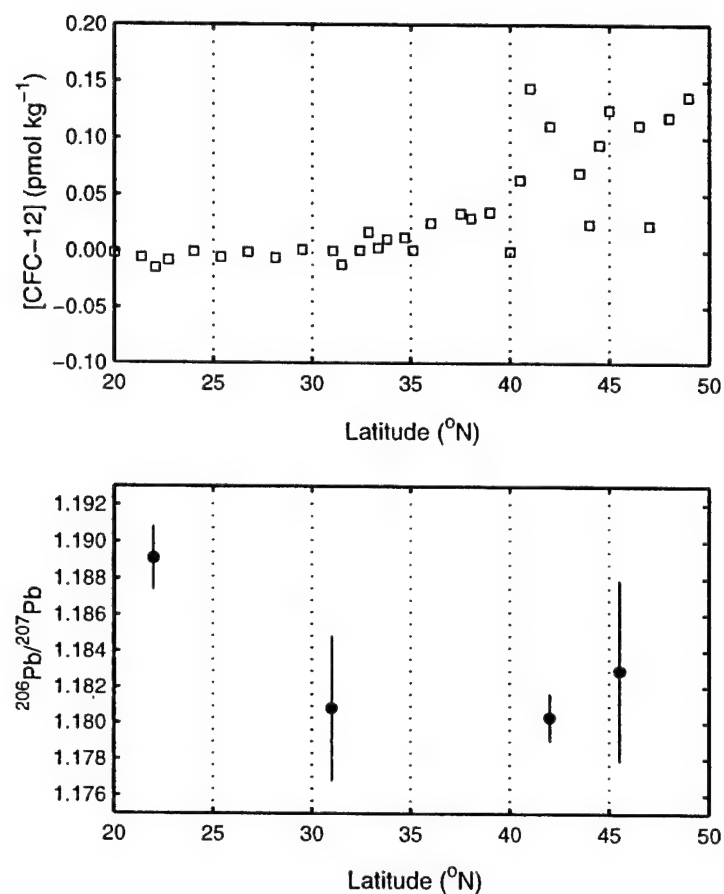 [CFC−12] (pmol kg⁻¹)
0.20
0.15
0.10
0.05
0.00
−0.05
−0.10
20 25 30 35 40 45 50
Latitude (°N)
²⁰⁶Pb/²⁰⁷Pb
1.192
1.190
1.188
1.186
1.184
1.182
1.180
1.178
1.176
20 25 30 35 40 45 50
Latitude (°N)